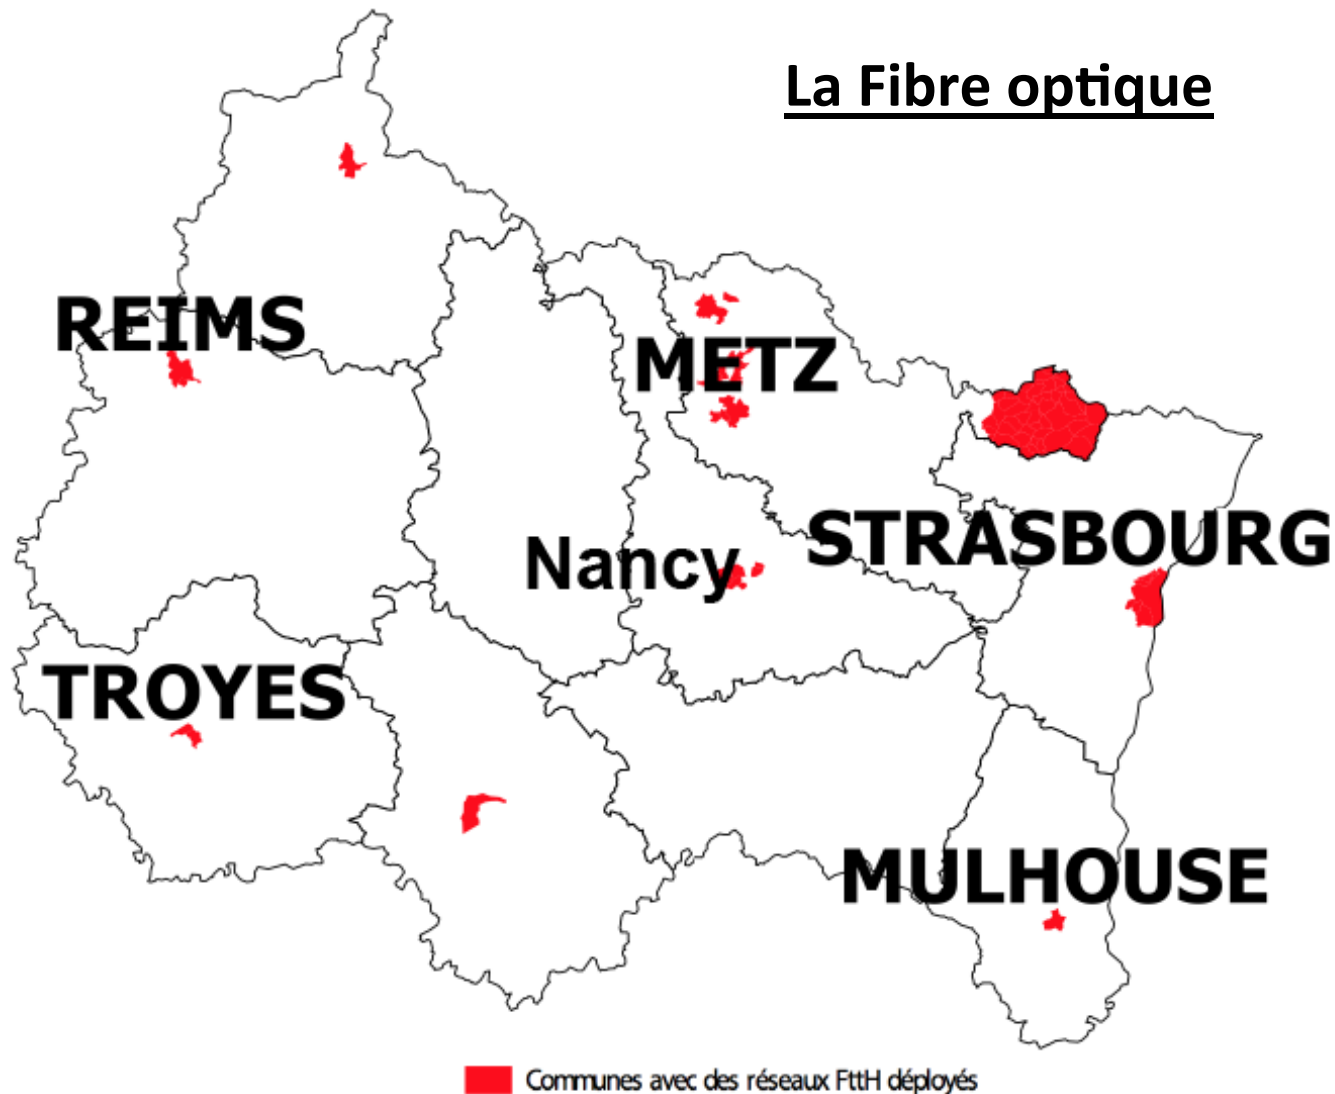 La Fibre optique
REIMS
METZ
STRASBOURG
Nancy
TROYES
MULHOUSE
Communes avec des réseaux FttH déployés